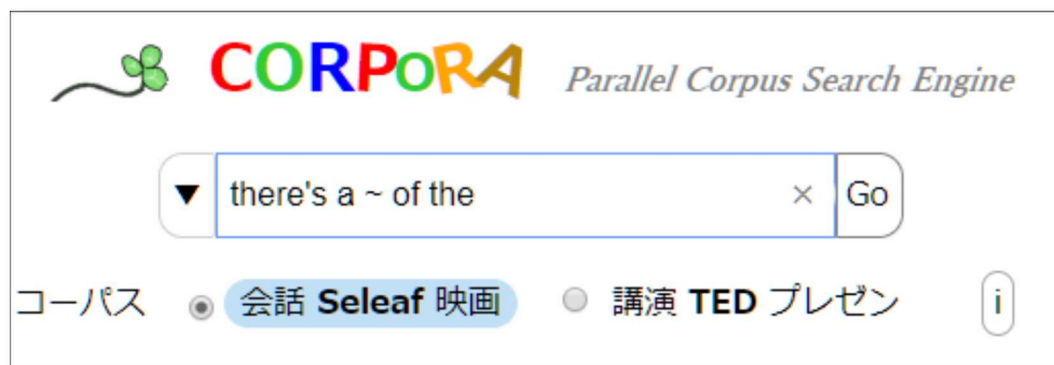 CORPORA Parallel Corpus Search Engine
▼ there's a ~ of the × Go
コーパス 会話 Seleaf 映画 講演 TED プレゼン i